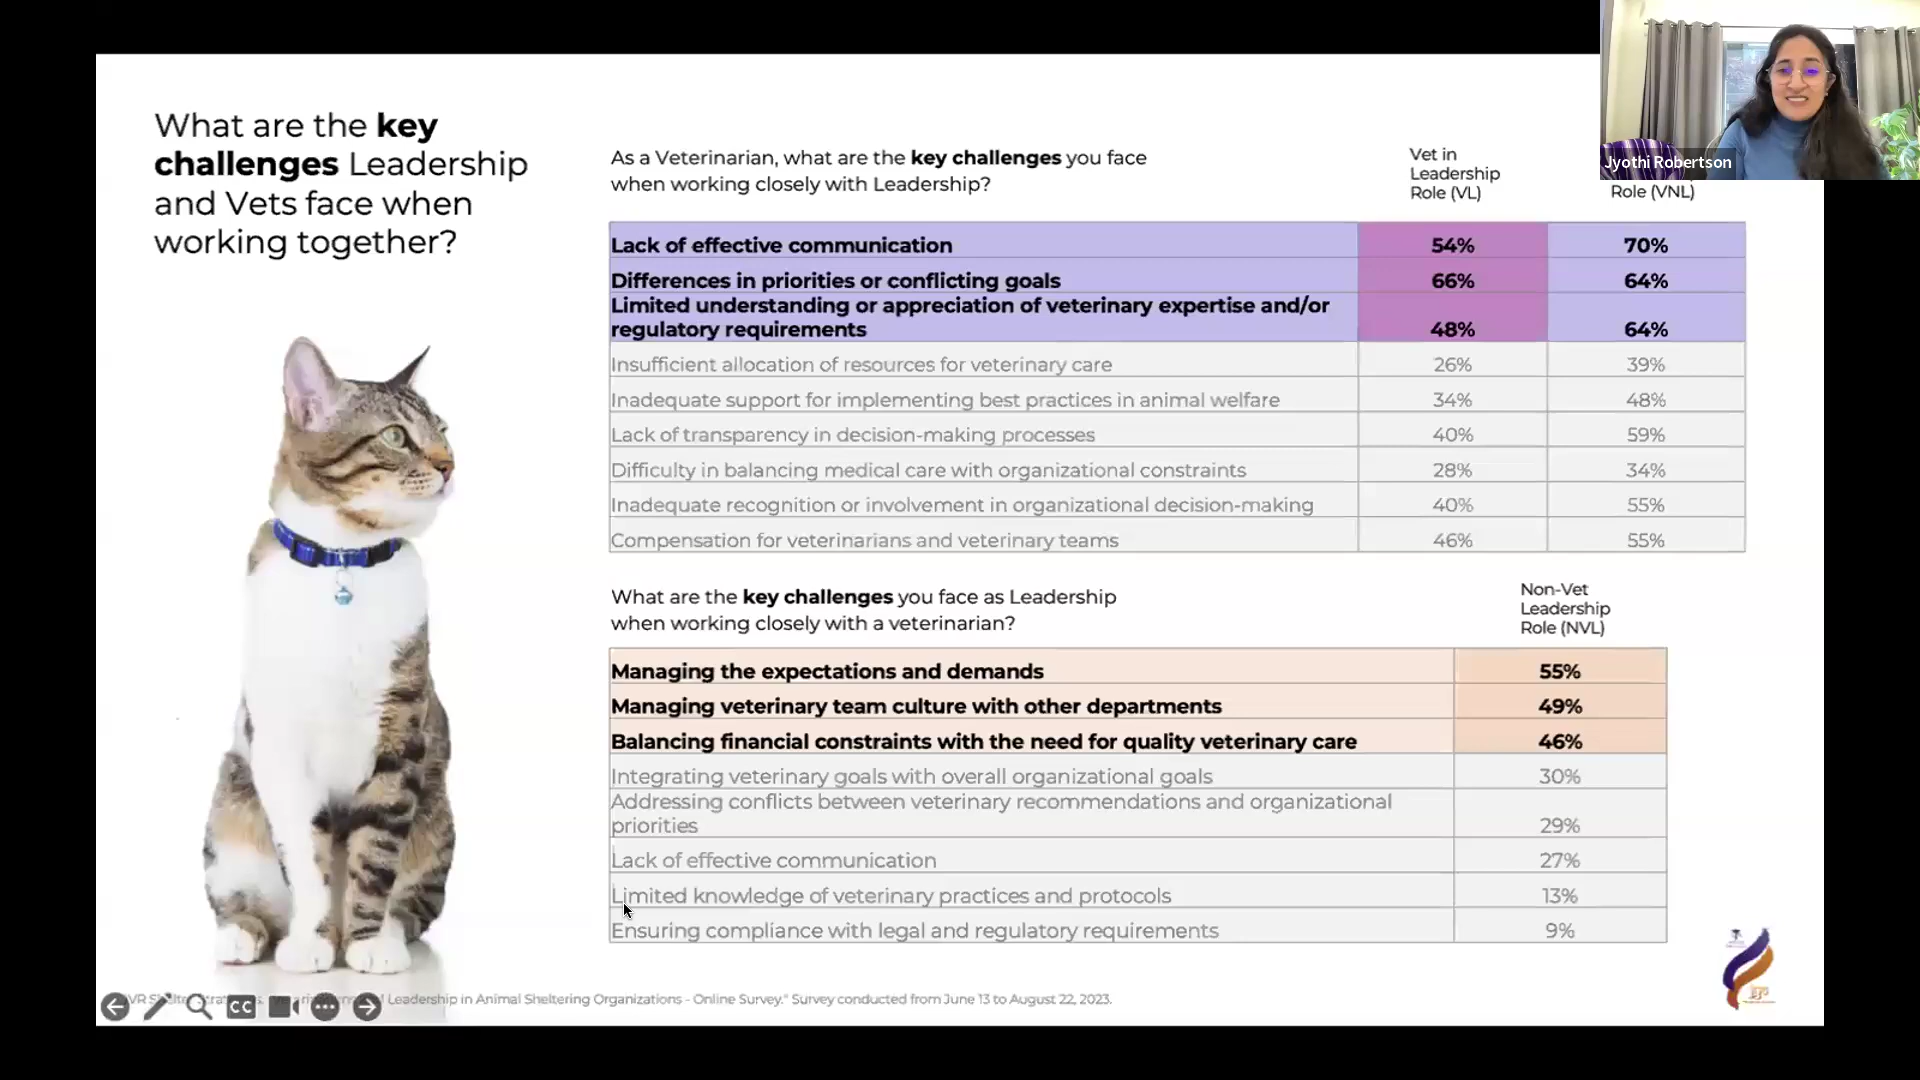 What are the key
challenges Leadership
and Vets face when
working together?
As a Veterinarian, what are the key challenges you face
when working closely with Leadership?
Vet in
Leadership
Role (VL)
Role (VNL)
Jyothi Robertson
Lack of effective communication 54% 70%
Differences in priorities or conflicting goals 66% 64%
Limited understanding or appreciation of veterinary expertise and/or
regulatory requirements 48% 64%
Insufficient allocation of resources for veterinary care 26% 39%
Inadequate support for implementing best practices in animal welfare 34% 48%
Lack of transparency in decision-making processes 40% 59%
Difficulty in balancing medical care with organizational constraints 28% 34%
Inadequate recognition or involvement in organizational decision-making 40% 55%
Compensation for veterinarians and veterinary teams 46% 55%
What are the key challenges you face as Leadership
when working closely with a veterinarian?
Non-Vet
Leadership
Role (NVL)
Managing the expectations and demands 55%
Managing veterinary team culture with other departments 49%
Balancing financial constraints with the need for quality veterinary care 46%
Integrating veterinary goals with overall organizational goals 30%
Addressing conflicts between veterinary recommendations and organizational
priorities 29%
Lack of effective communication 27%
Limited knowledge of veterinary practices and protocols 13%
Ensuring compliance with legal and regulatory requirements 9%
Leadership in Animal Sheltering Organizations - Online Survey." Survey conducted from June 13 to August 22, 2023.
CC